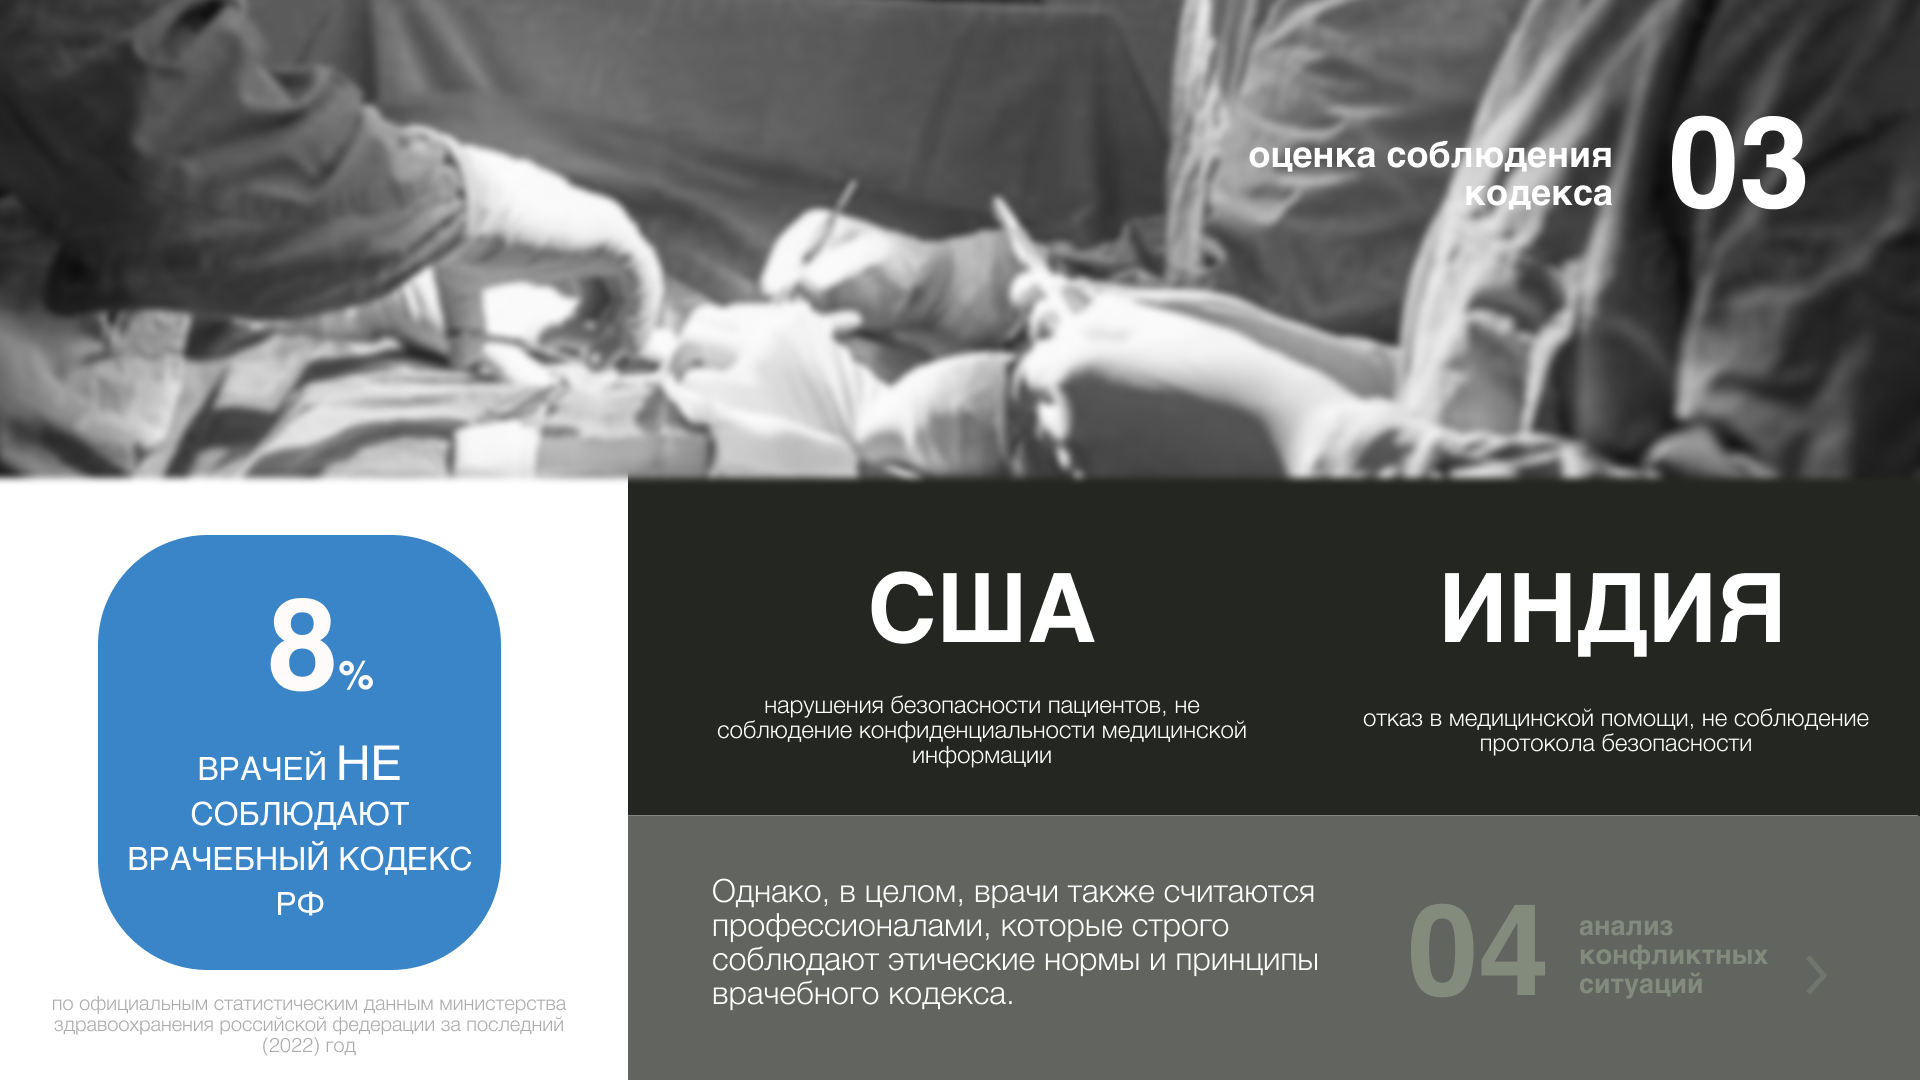 оценка соблюдения
кодекса
03
8%
ВРАЧЕЙ НЕ
СОБЛЮДАЮТ
ВРАЧЕБНЫЙ КОДЕКС
РФ
по официальным статистическим данным министерства
здравоохранения российской федерации за последний
(2022) год
США
нарушения безопасности пациентов, не
соблюдение конфиденциальности медицинской
информации
ИНДИЯ
отказ в медицинской помощи, не соблюдение
протокола безопасности
Однако, в целом, врачи также считаются
профессионалами, которые строго
соблюдают этические нормы и принципы
врачебного кодекса.
04
анализ
конфликтных
ситуаций